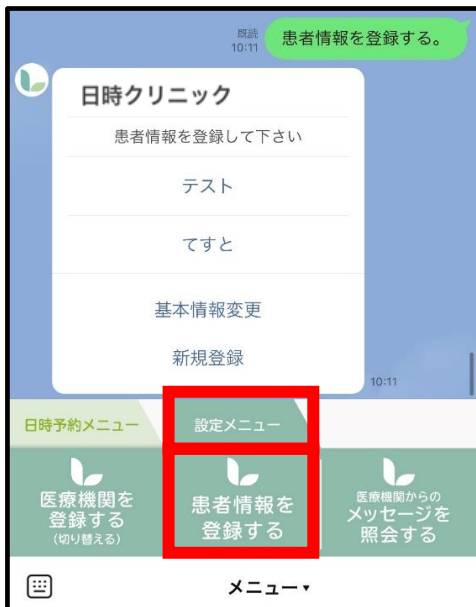 既読
10:11
患者情報を登録する。
日時クリニック
患者情報を登録して下さい
テスト
てすと
基本情報変更
新規登録
10:11
日時予約メニュー
設定メニュー
医療機関を
登録する
(切り替える)
患者情報を
登録する
医療機関からの
メッセージを
照会する
メニュー▾